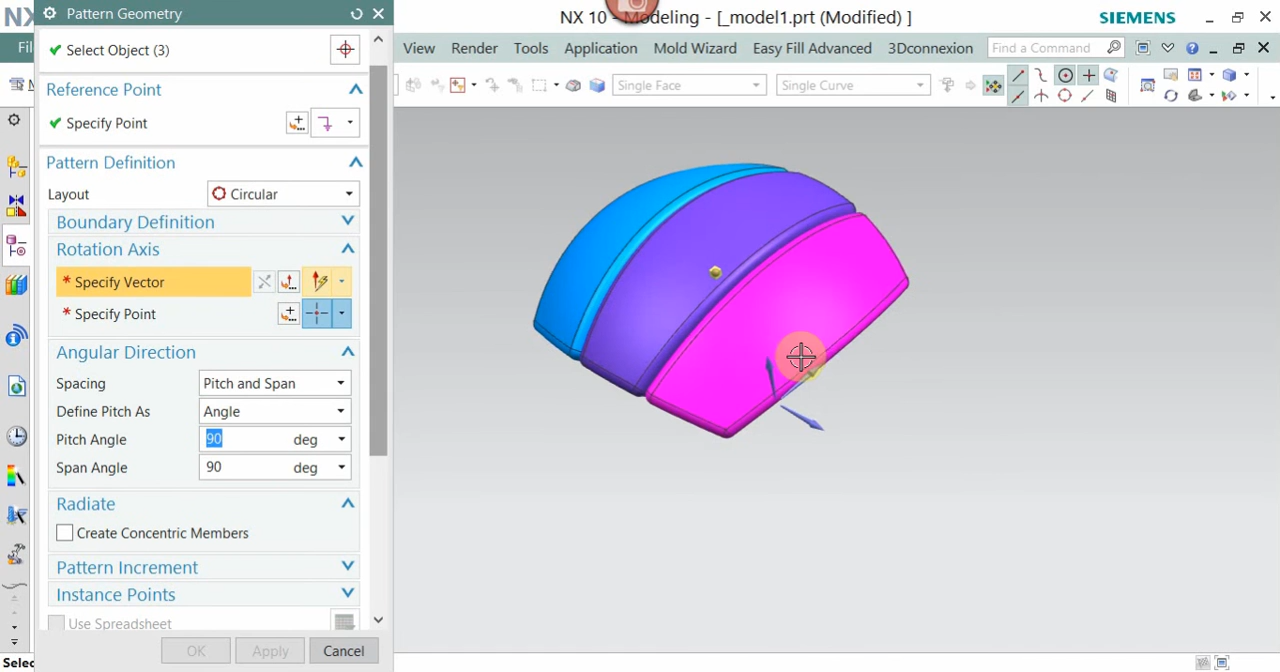 NX
Pattern Geometry
NX 10 - Modeling - [_model1.prt (Modified) ]
SIEMENS
Fil
View
Render
Tools
Application
Mold Wizard
Easy Fill Advanced
3Dconnexion
Find a Command
M
Single Face
Single Curve
Select Object (3)
Reference Point
Specify Point
Pattern Definition
Layout
Circular
Boundary Definition
Rotation Axis
* Specify Vector
* Specify Point
Angular Direction
Spacing
Pitch and Span
Define Pitch As
Angle
Pitch Angle
90 deg
Span Angle
90 deg
Radiate
Create Concentric Members
Pattern Increment
Instance Points
Use Spreadsheet
OK
Apply
Cancel
Selec